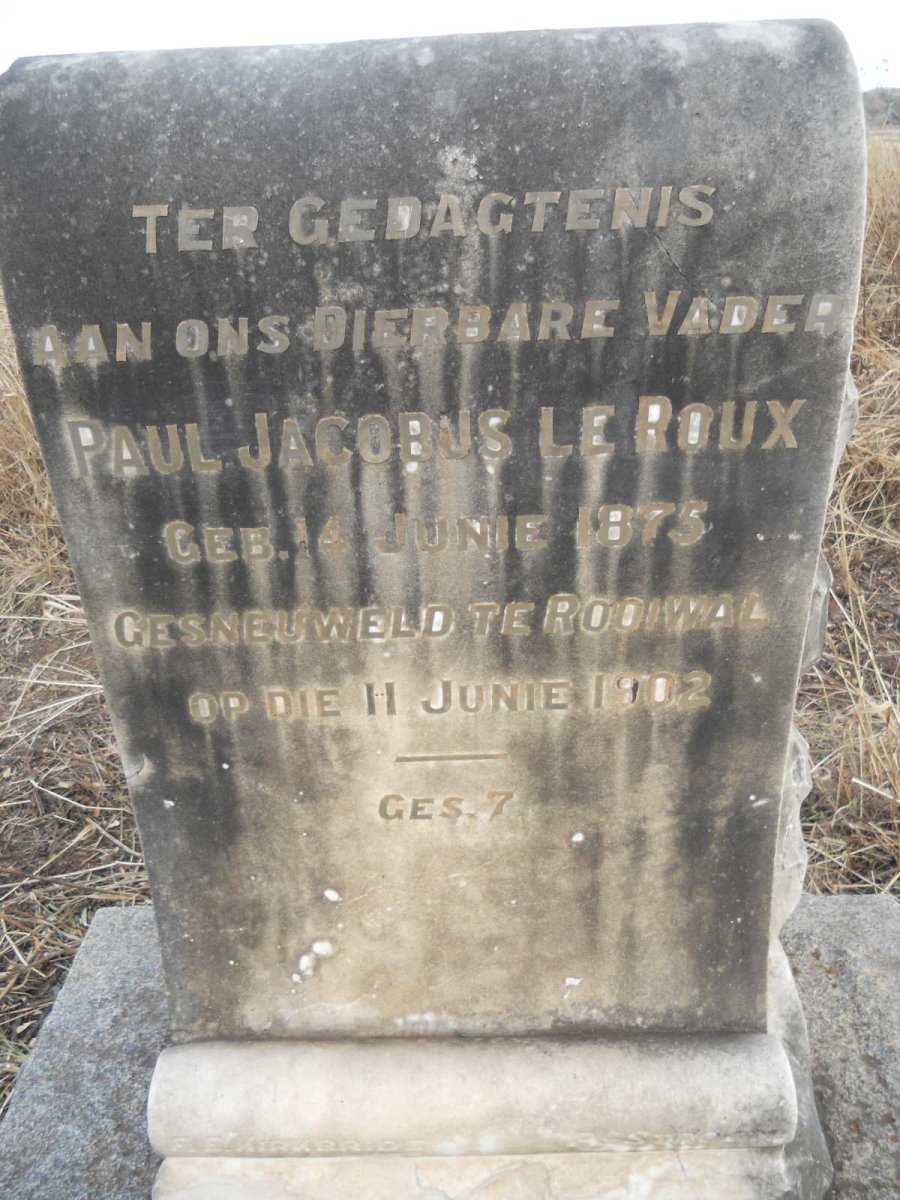 TER GEDAGTENIS
AAN ONS DIERBARE VADER
PAUL JACOBUS LE ROUX
GEB. 14 JUNIE 1875
GESNEUWELD TE ROOIWAL
OP DIE 11 JUNIE 1902
GES. 7